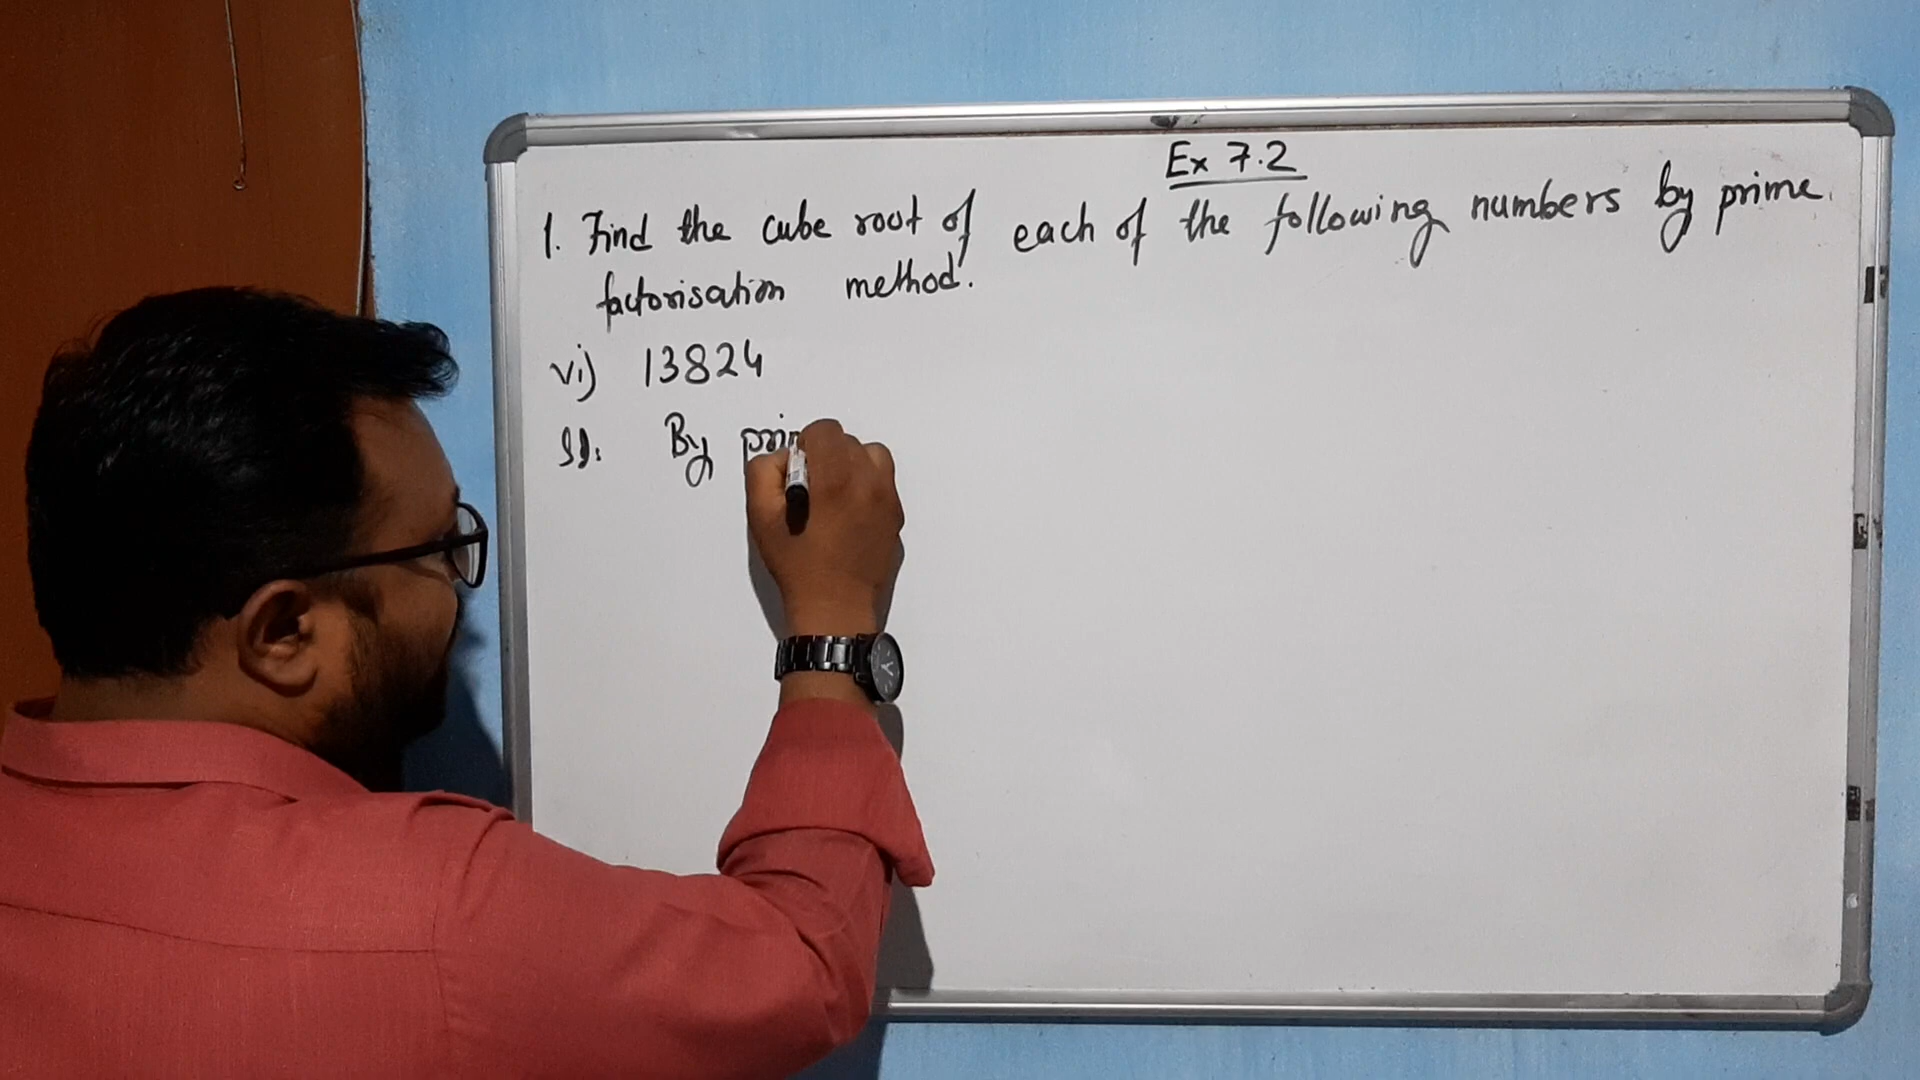 Ex 7.2
1. Find the cube root of each of the following numbers by prime
factorisation method.
vi) 13824
Sol: By pri